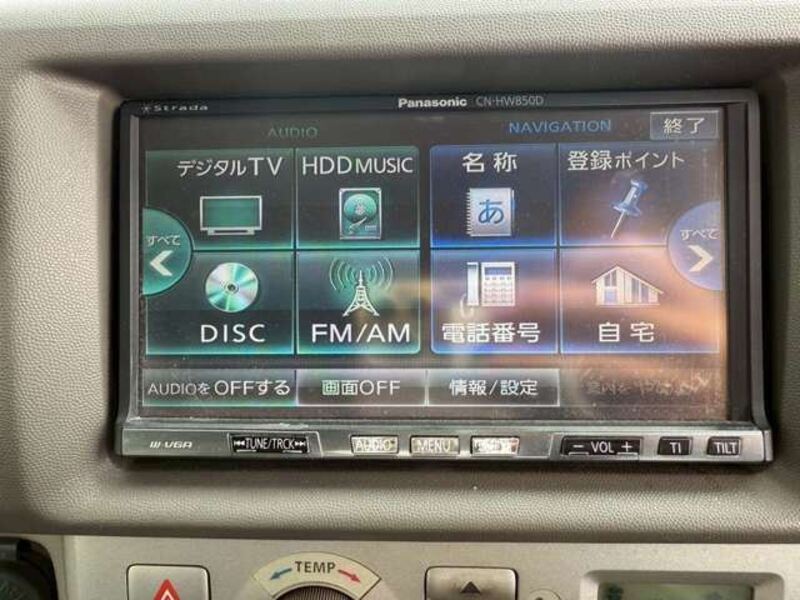 Strada
Panasonic CN-HW850D
AUDIO
NAVIGATION
終了
デジタルTV
HDD MUSIC
名称
登録ポイント
あ
すべて
すべて
DISC
FM/AM
電話番号
自宅
AUDIOをOFFする
画面OFF
情報/設定
W-VGA
TUNE/TRCK
AUDIO
MENU
− VOL +
TI
TILT
TEMP